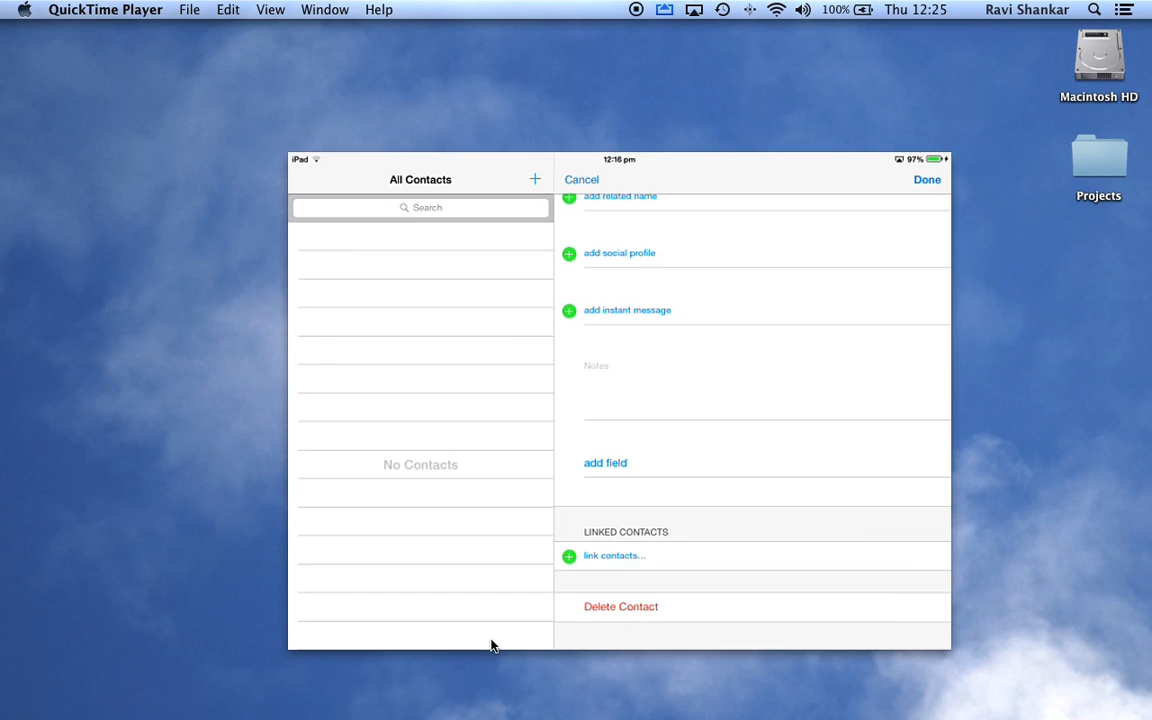 QuickTime Player File Edit View Window Help 100% Thu 12:25 Ravi Shankar
Macintosh HD
Projects
iPad 12:16 pm 97%
All Contacts + Cancel Done
Search
add related name
add social profile
add instant message
Notes
No Contacts
add field
LINKED CONTACTS
link contacts...
Delete Contact